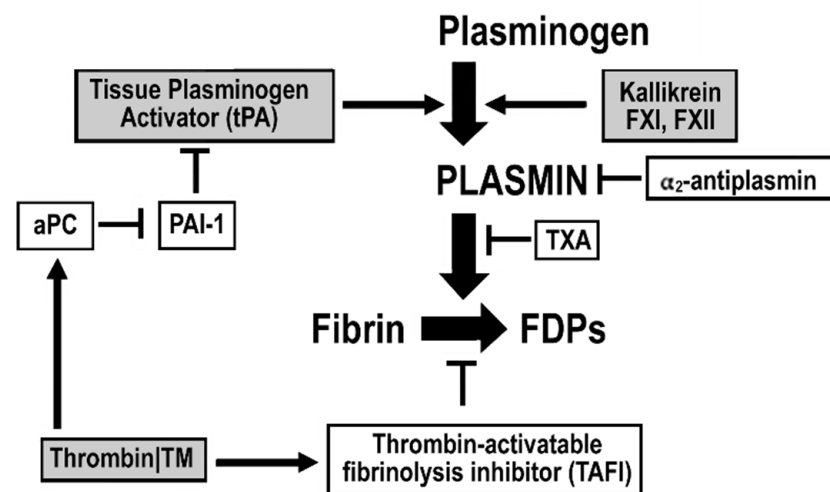 Plasminogen
Tissue Plasminogen
Activator (tPA)
Kallikrein
FXI, FXII
PLASMIN
α₂-antiplasmin
aPC
PAI-1
TXA
Fibrin
FDPs
Thrombin|TM
Thrombin-activatable
fibrinolysis inhibitor (TAFI)